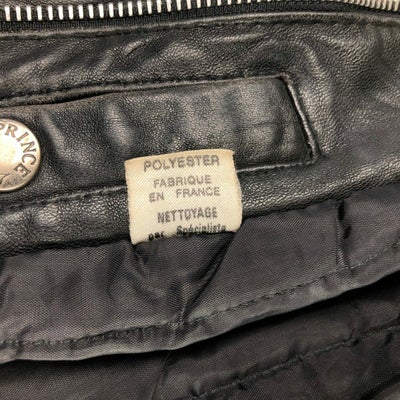 PRINCE
POLYESTER
FABRIQUE
EN FRANCE
NETTOYAGE
par Spécialiste